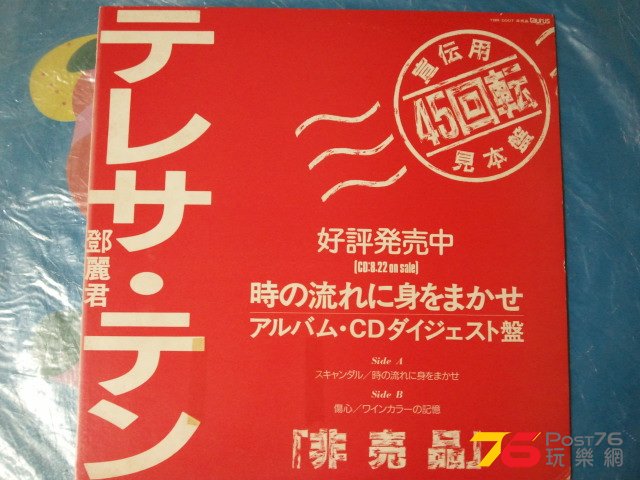 テレサ・テン
鄧麗君
宣伝用
45回転
見本盤
好評発売中
[CD:8.22 on sale]
時の流れに身をまかせ
アルバム・CDダイジェスト盤
Side A
スキャンダル／時の流れに身をまかせ
Side B
傷心／ワインカラーの記憶
「非売品」
76 Post76
玩樂網